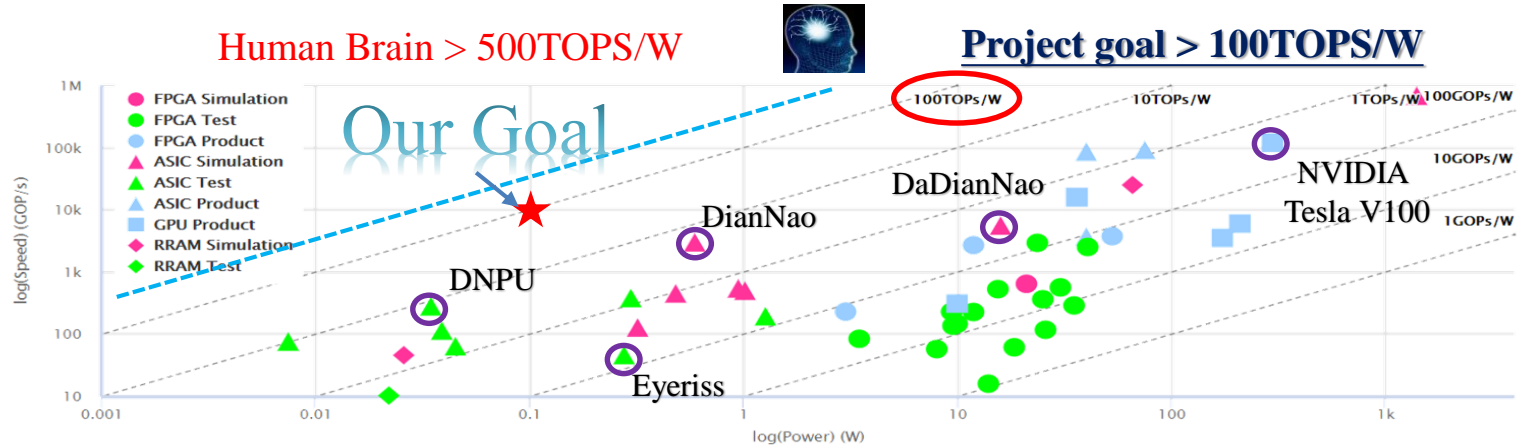 Human Brain > 500TOPS/W
Project goal > 100TOPS/W
1M
100k
10k
1k
100
10
log(Speed) (GOP/s)
FPGA Simulation
FPGA Test
FPGA Product
ASIC Simulation
ASIC Test
ASIC Product
GPU Product
RRAM Simulation
RRAM Test
Our Goal
100TOPs/W
10TOPs/W
1TOPs/W
100GOPs/W
10GOPs/W
1GOPs/W
DaDianNao
NVIDIA
Tesla V100
DianNao
DNPU
Eyeriss
0.001
0.01
0.1
1
10
100
1k
log(Power) (W)